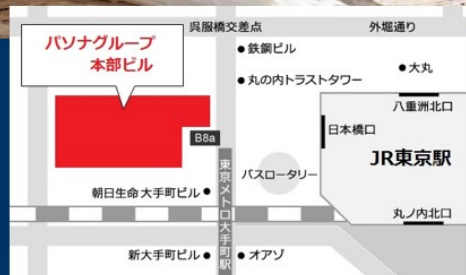 呉服橋交差点
外堀通り
パソナグループ
本部ビル
●鉄鋼ビル
●大丸
●丸の内トラストタワー
八重洲北口
日本橋口
B8a
JR東京駅
東京メトロ大手町駅
バスロータリー
朝日生命大手町ビル●
丸ノ内北口
新大手町ビル●
●オアゾ